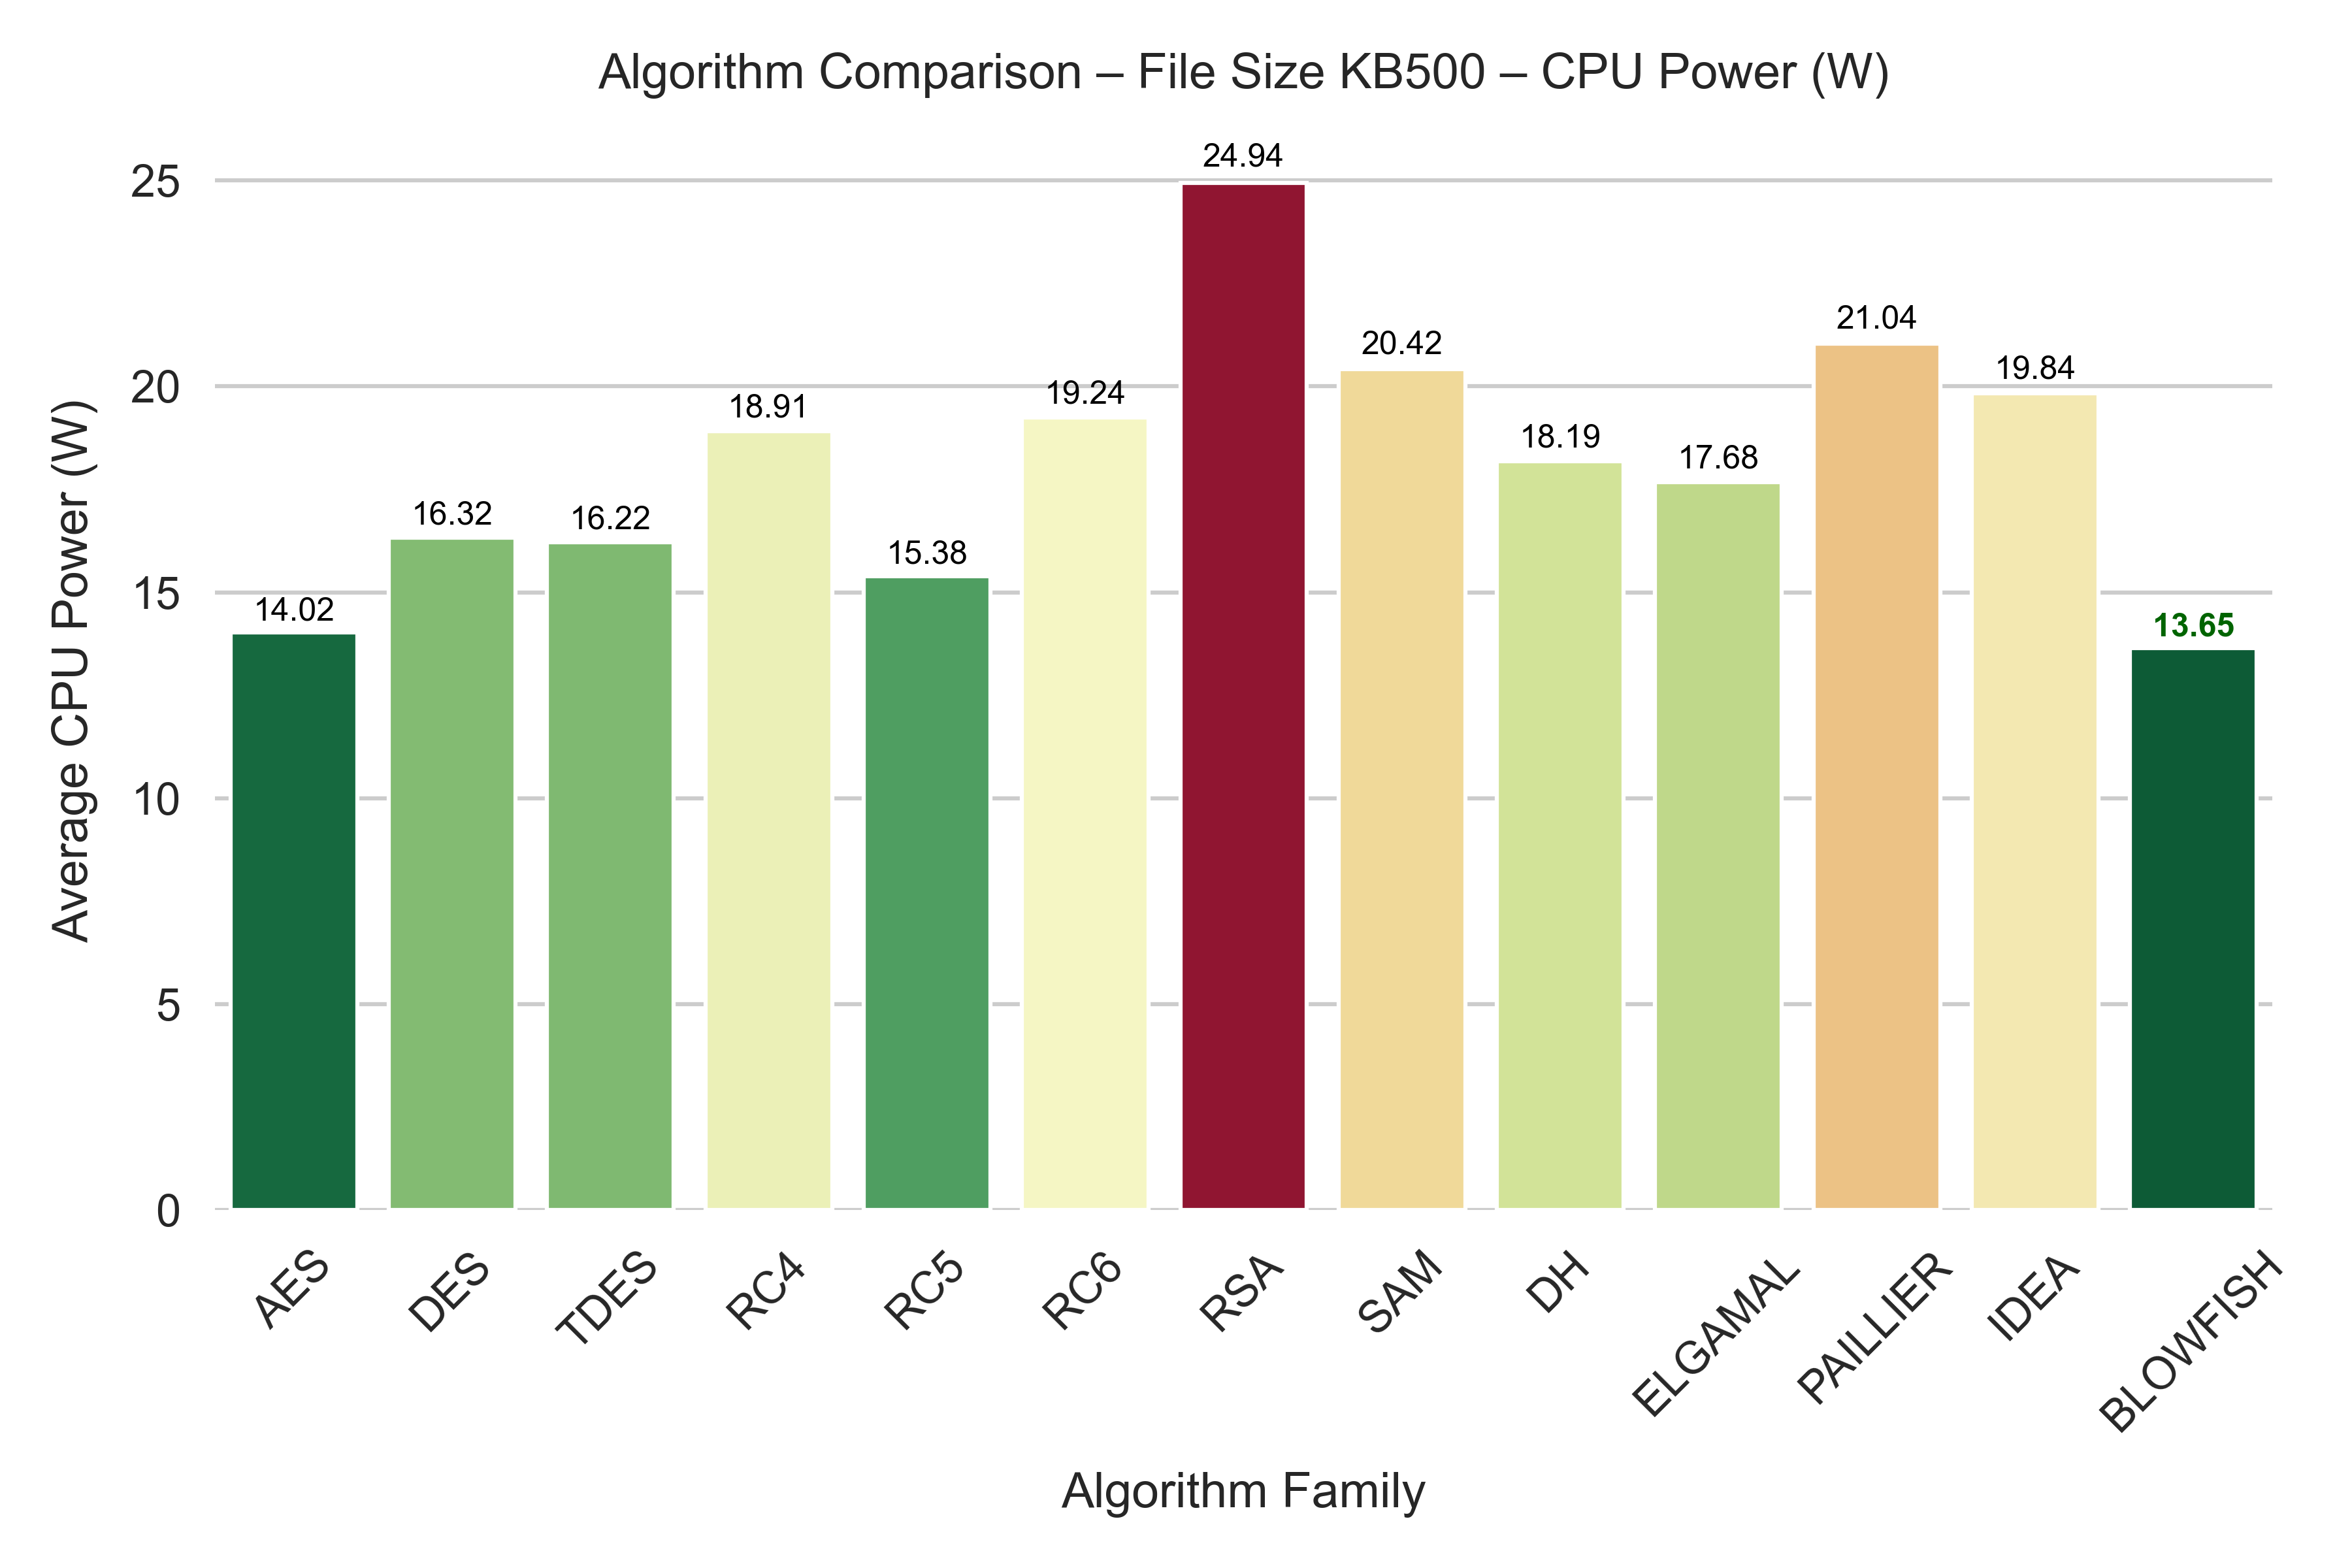 Algorithm Comparison – File Size KB500 – CPU Power (W)
Average CPU Power (W)
25
20
15
10
5
0
14.02
16.32
16.22
18.91
15.38
19.24
24.94
20.42
18.19
17.68
21.04
19.84
13.65
AES
DES
TDES
RC4
RC5
RC6
RSA
SAM
DH
ELGAMAL
PAILLIER
IDEA
BLOWFISH
Algorithm Family